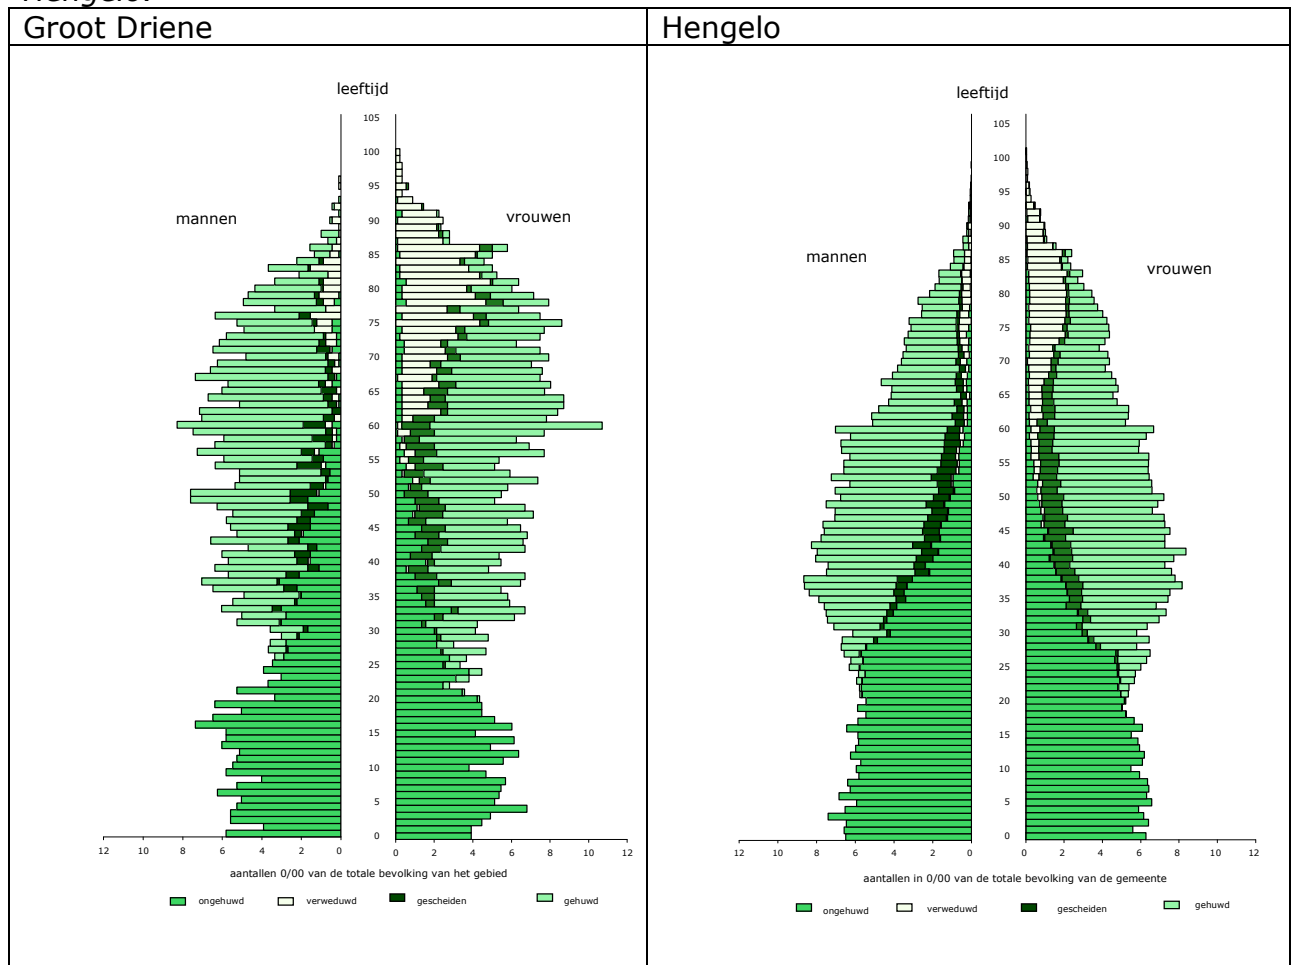 Hengelo.
Groot Driene
leeftijd
105
100
95
90
85
80
75
70
65
60
55
50
45
40
35
30
25
20
15
10
5
0
mannen
vrouwen
12 10 8 6 4 2 0 0 2 4 6 8 10 12
aantallen 0/00 van de totale bevolking van het gebied
ongehuwd verweduwd gescheiden gehuwd
Hengelo
leeftijd
105
100
95
90
85
80
75
70
65
60
55
50
45
40
35
30
25
20
15
10
5
0
mannen
vrouwen
12 10 8 6 4 2 0 0 2 4 6 8 10 12
aantallen in 0/00 van de totale bevolking van de gemeente
ongehuwd verweduwd gescheiden gehuwd